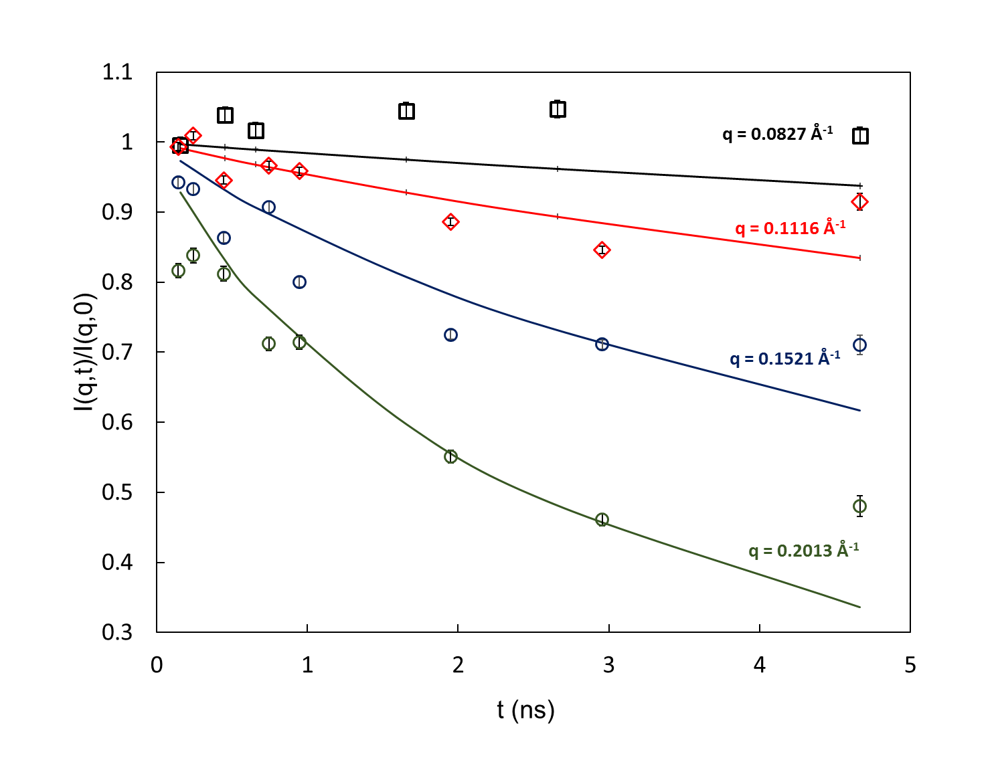 1.1
1
0.9
0.8
0.7
0.6
0.5
0.4
0.3
I(q,t)/I(q,0)
q = 0.0827 Å-1
q = 0.1116 Å-1
q = 0.1521 Å-1
q = 0.2013 Å-1
0 1 2 3 4 5
t (ns)